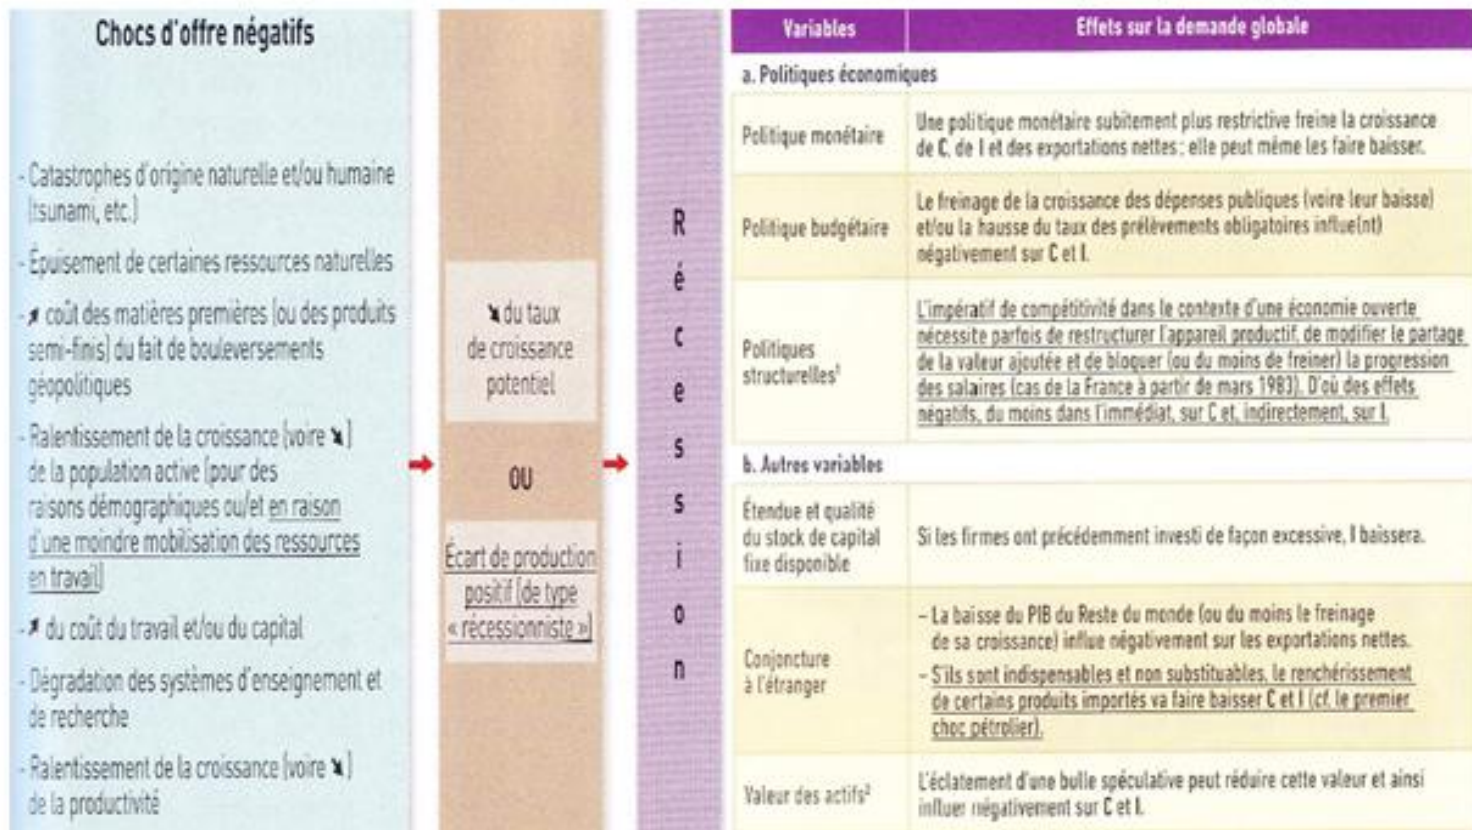 Chocs d'offre négatifs
- Catastrophes d'origine naturelle et/ou humaine
(tsunami, etc.)
- Épuisement de certaines ressources naturelles
- ↗ coût des matières premières (ou des produits
semi-finis) du fait de bouleversements
géopolitiques
- Ralentissement de la croissance (voire ↘)
de la population active (pour des
raisons démographiques ou/et en raison
d'une moindre mobilisation des ressources
en travail)
- ↗ du coût du travail et/ou du capital
- Dégradation des systèmes d'enseignement et
de recherche
- Ralentissement de la croissance (voire ↘)
de la productivité
↘ du taux
de croissance
potentiel
OU
Écart de production
positif (de type
« récessionniste »)
Récession
Variables
Effets sur la demande globale
a. Politiques économiques
Politique monétaire
Une politique monétaire subitement plus restrictive freine la croissance
de C, de I et des exportations nettes ; elle peut même les faire baisser.
Politique budgétaire
Le freinage de la croissance des dépenses publiques (voire leur baisse)
et/ou la hausse du taux des prélèvements obligatoires influe(nt)
négativement sur C et I.
Politiques
structurelles¹
L'impératif de compétitivité dans le contexte d'une économie ouverte
nécessite parfois de restructurer l'appareil productif, de modifier le partage
de la valeur ajoutée et de bloquer (ou du moins de freiner) la progression
des salaires (cas de la France à partir de mars 1983). D'où des effets
négatifs, du moins dans l'immédiat, sur C et, indirectement, sur I.
b. Autres variables
Étendue et qualité
du stock de capital
fixe disponible
Si les firmes ont précédemment investi de façon excessive, I baissera.
Conjoncture
à l'étranger
– La baisse du PIB du Reste du monde (ou du moins le freinage
de sa croissance) influe négativement sur les exportations nettes.
– S'ils sont indispensables et non substituables, le renchérissement
de certains produits importés va faire baisser C et I (cf. le premier
choc pétrolier).
Valeur des actifs²
L'éclatement d'une bulle spéculative peut réduire cette valeur et ainsi
influer négativement sur C et I.